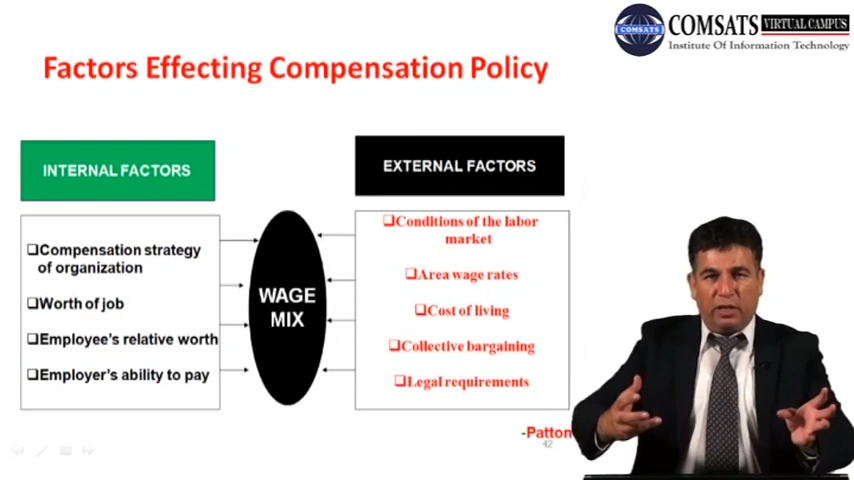 COMSATS VIRTUAL CAMPUS
COMSATS
Institute Of Information Technology
Factors Effecting Compensation Policy
INTERNAL FACTORS
❑Compensation strategy
of organization
❑Worth of job
❑Employee's relative worth
❑Employer's ability to pay
WAGE
MIX
EXTERNAL FACTORS
❑Conditions of the labor
market
❑Area wage rates
❑Cost of living
❑Collective bargaining
❑Legal requirements
-Patton
42